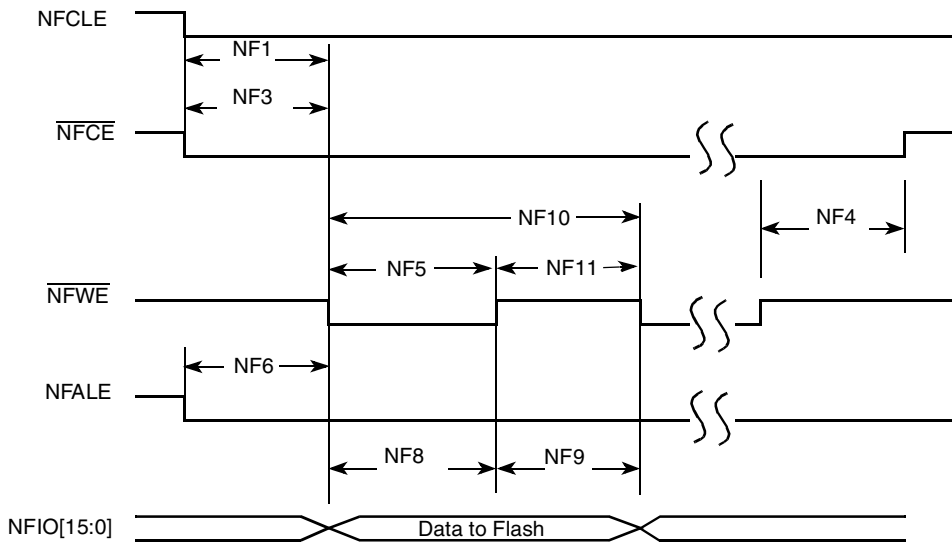 NFCLE
NF1
NF3
NFCE
NF10
NF4
NF5
NF11
NFWE
NF6
NFALE
NF8
NF9
NFIO[15:0]
Data to Flash